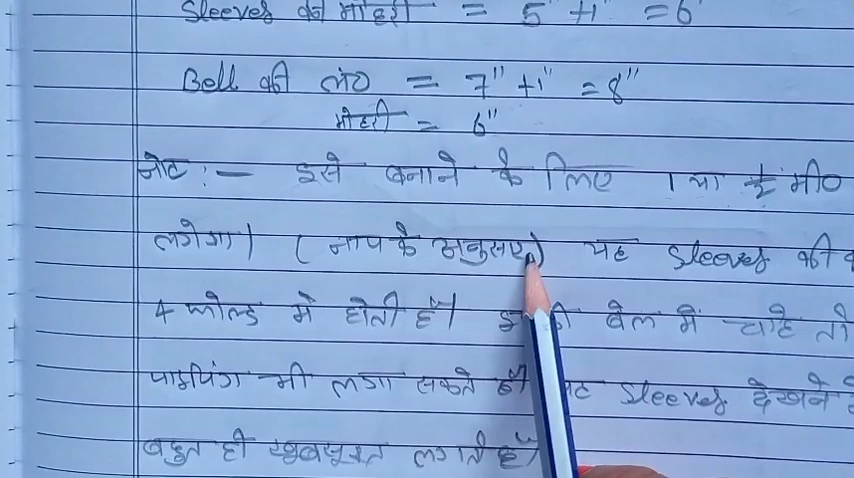 Sleeves की मोहरी = 5" +1" = 6
Bell की लं० = 7" +1" = 8"
मोहरी = 6"
नोट :- इसे बनाने के लिए 1 या ½ मी०
लगेगा। (नाप के अनुसार) यह Sleeves की
4 फोल्ड में होती हैं। बेल में चाहे तो
पाइपिंग भी लगा सकते हैं Sleeves देखने
बहुत ही खुबसूरत लगती हैं।